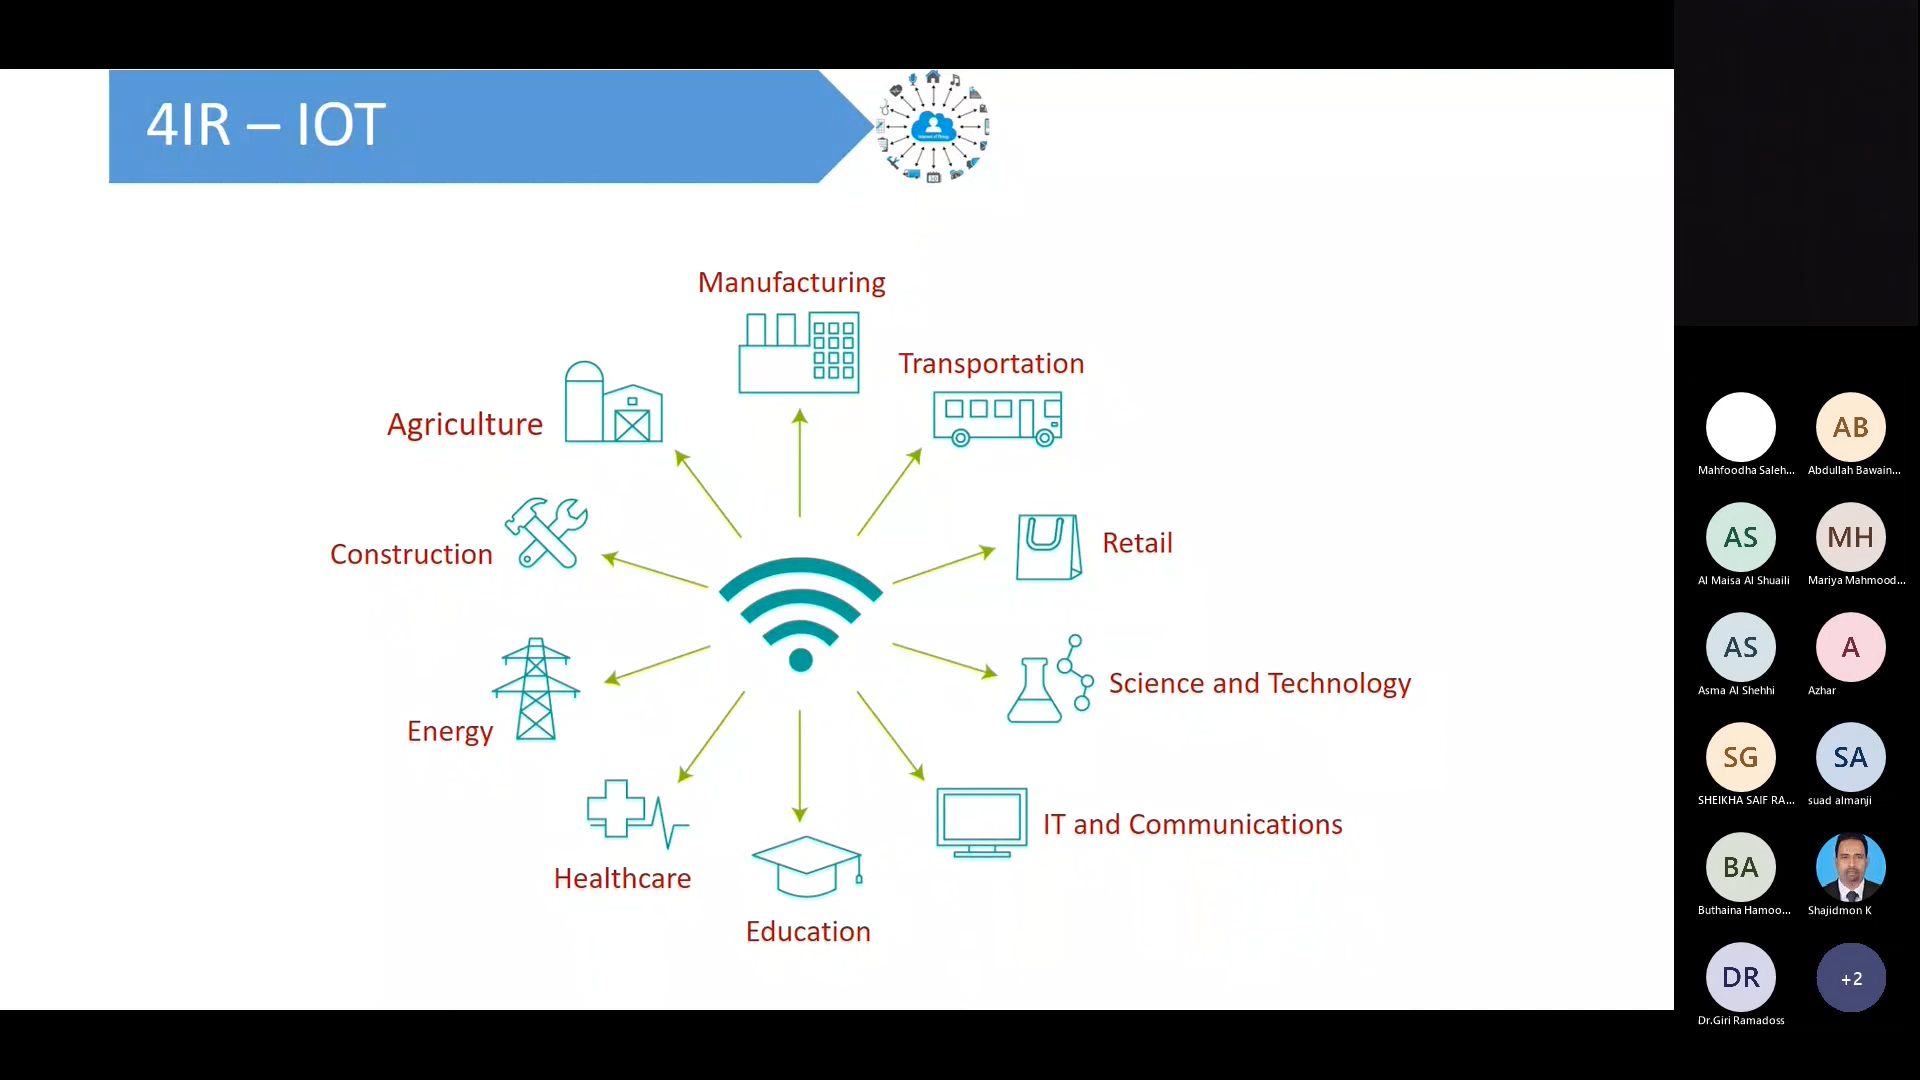 4IR – IOT
Manufacturing
Transportation
Agriculture
Retail
Construction
Science and Technology
Energy
IT and Communications
Healthcare
Education
Mahfoodha Saleh...
AB
Abdullah Bawain...
AS
Al Maisa Al Shuaili
MH
Mariya Mahmood...
AS
Asma Al Shehhi
A
Azhar
SG
SHEIKHA SAIF RA...
SA
suad almanji
BA
Buthaina Hamoo...
Shajidmon K
DR
Dr.Giri Ramadoss
+2